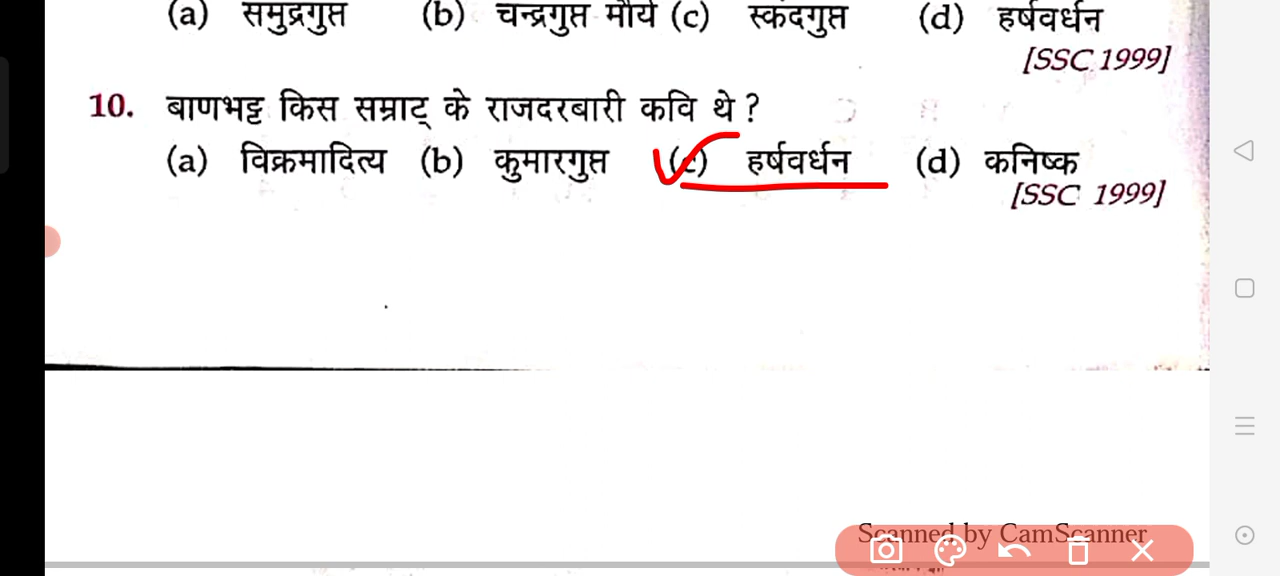 (a) समुद्रगुप्त (b) चन्द्रगुप्त मौर्य (c) स्कंदगुप्त (d) हर्षवर्धन
[SSC 1999]
10. बाणभट्ट किस सम्राट् के राजदरबारी कवि थे ?
(a) विक्रमादित्य (b) कुमारगुप्त (c) हर्षवर्धन (d) कनिष्क
[SSC 1999]
Scanned by CamScanner